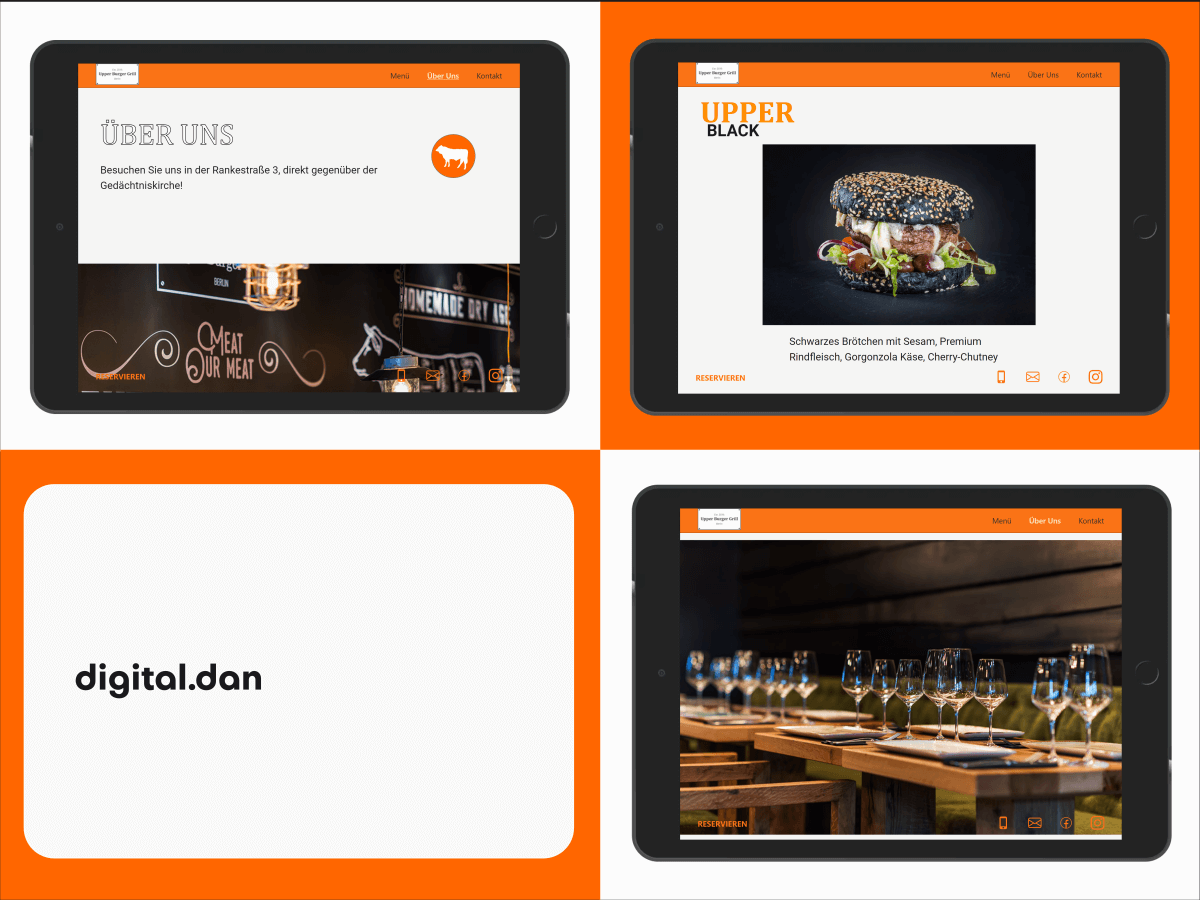 Upper Burger Grill
Menü
Über Uns
Kontakt
ÜBER UNS
Besuchen Sie uns in der Rankestraße 3, direkt gegenüber der
Gedächtniskirche!
BERLIN
HOMEMADE DRY AGE
MEAT
OUR MEAT
RESERVIEREN
Upper Burger Grill
Menü
Über Uns
Kontakt
UPPER
BLACK
Schwarzes Brötchen mit Sesam, Premium
Rindfleisch, Gorgonzola Käse, Cherry-Chutney
RESERVIEREN
digital.dan
Upper Burger Grill
Menü
Über Uns
Kontakt
RESERVIEREN